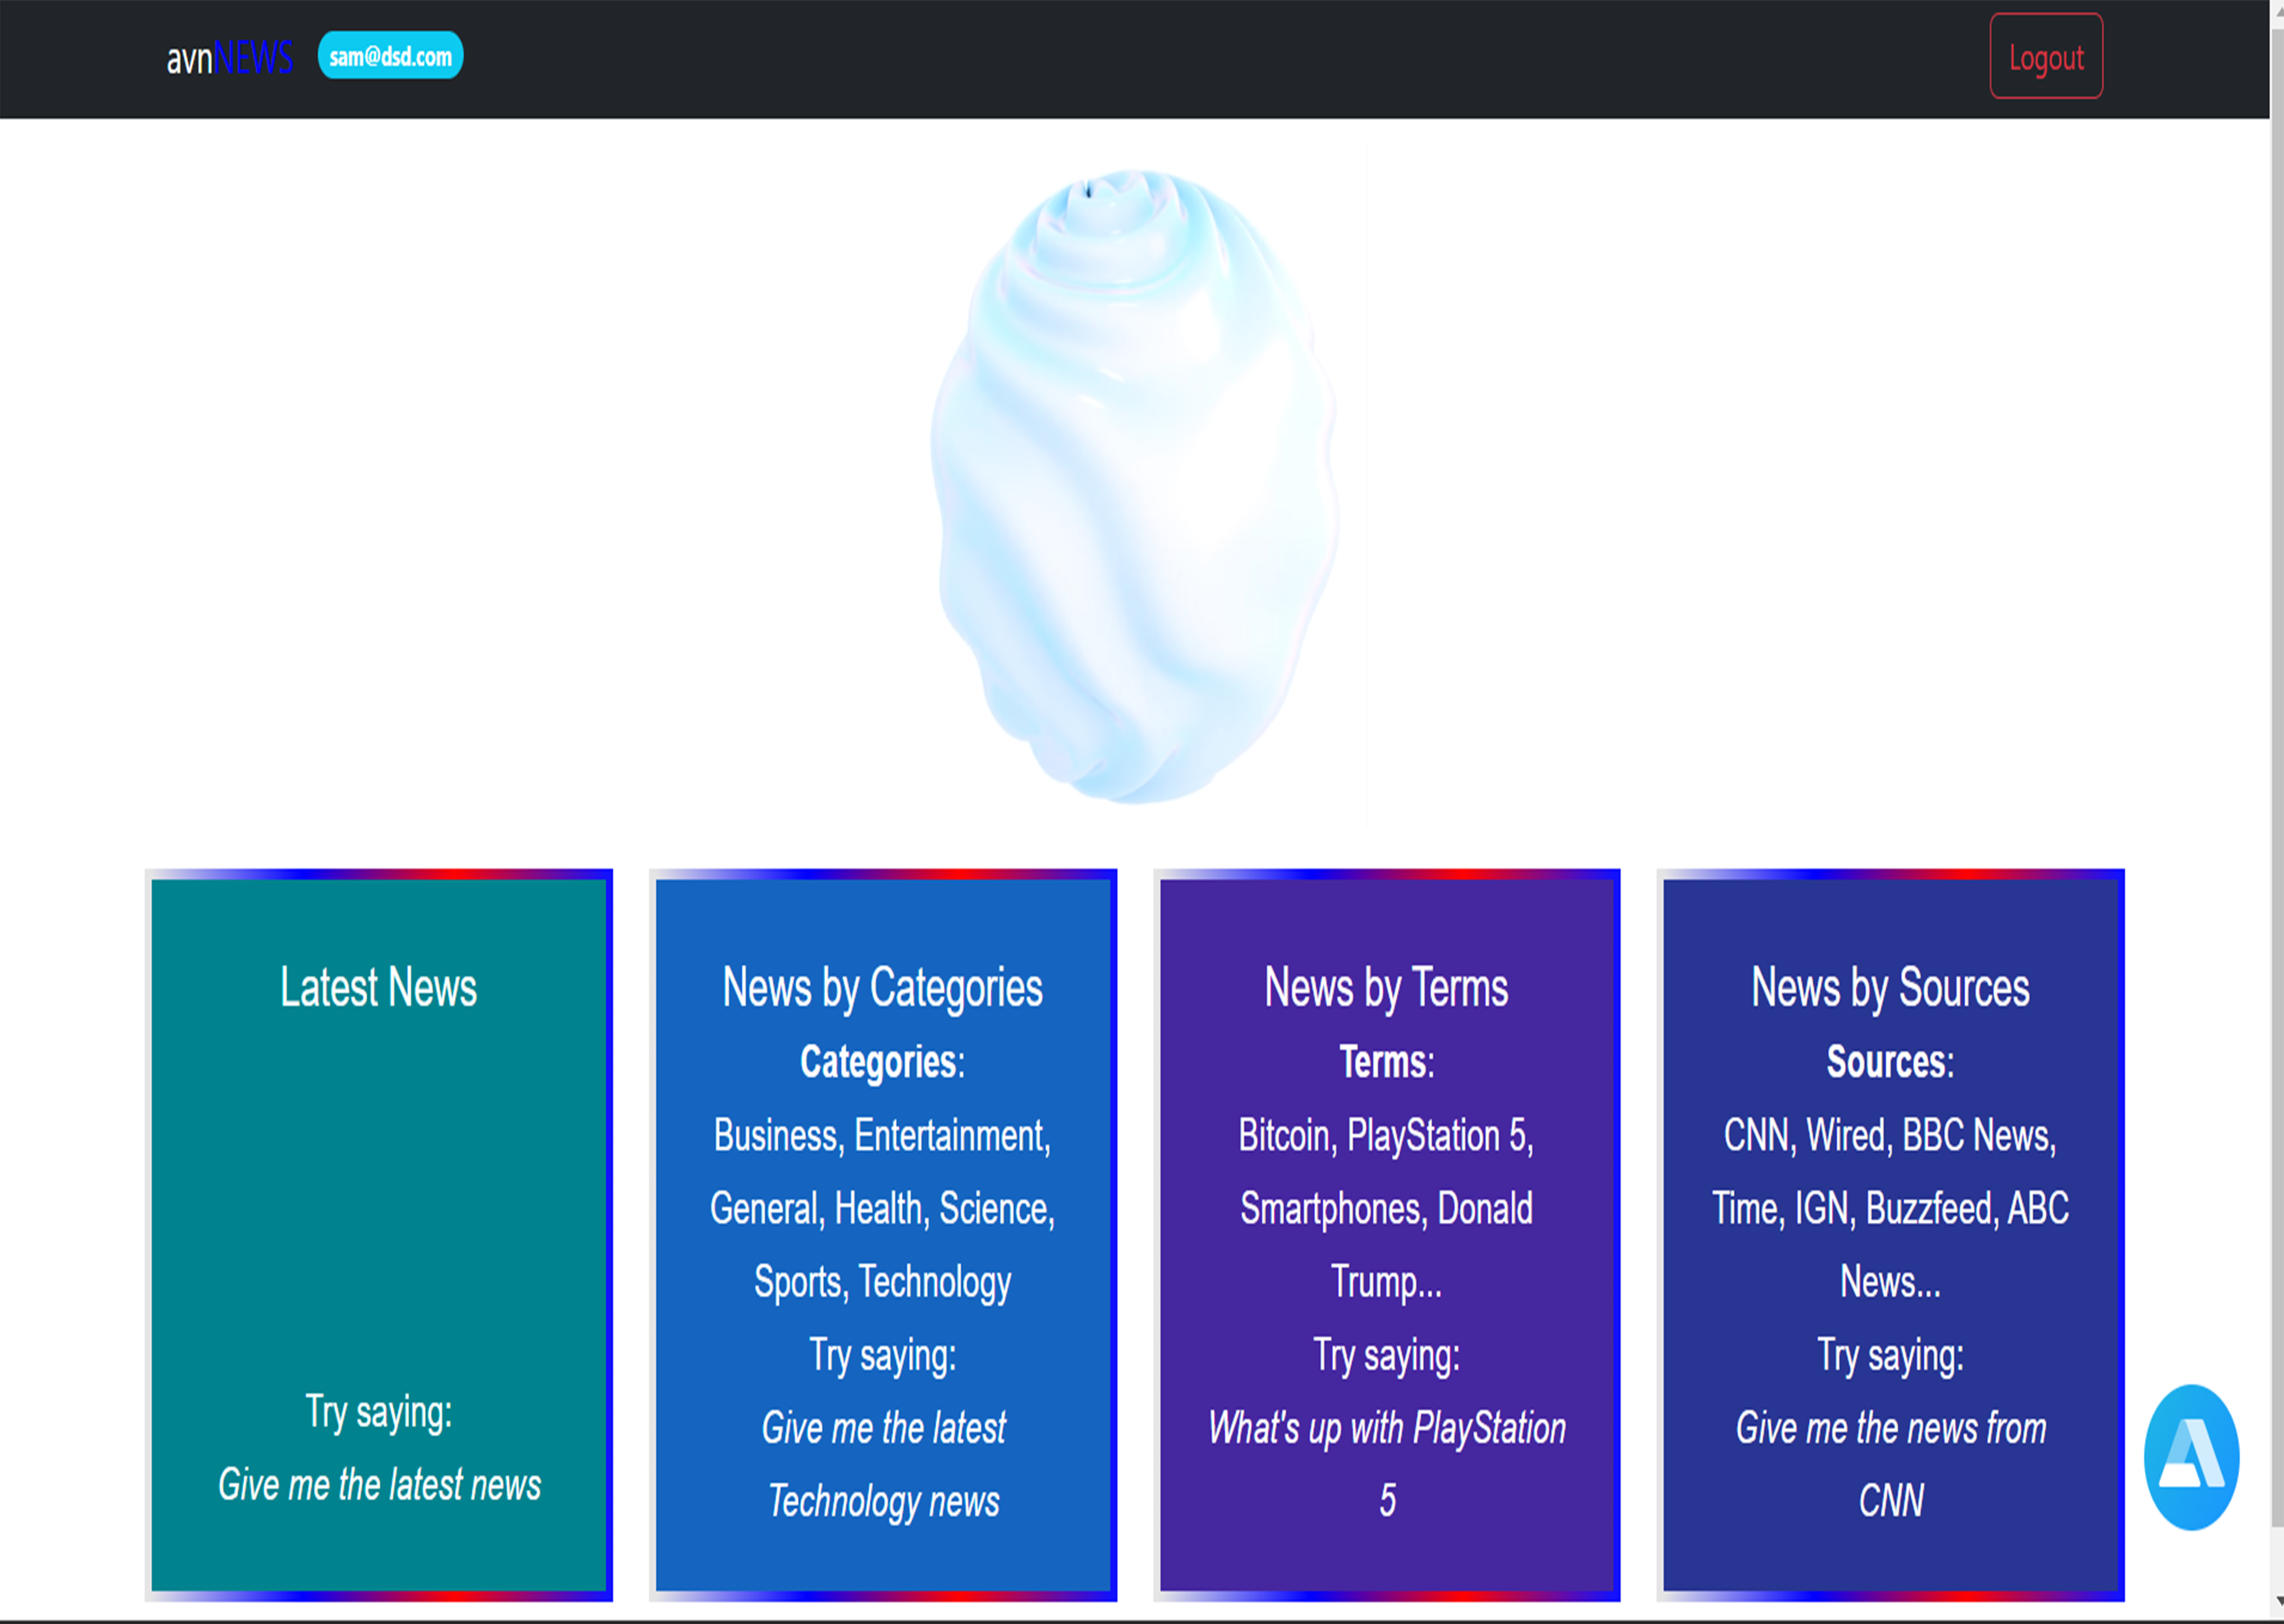 avnNEWS sam@dsd.com Logout
Latest News
Try saying:
Give me the latest news
News by Categories
Categories:
Business, Entertainment,
General, Health, Science,
Sports, Technology
Try saying:
Give me the latest
Technology news
News by Terms
Terms:
Bitcoin, PlayStation 5,
Smartphones, Donald
Trump...
Try saying:
What's up with PlayStation
5
News by Sources
Sources:
CNN, Wired, BBC News,
Time, IGN, Buzzfeed, ABC
News...
Try saying:
Give me the news from
CNN